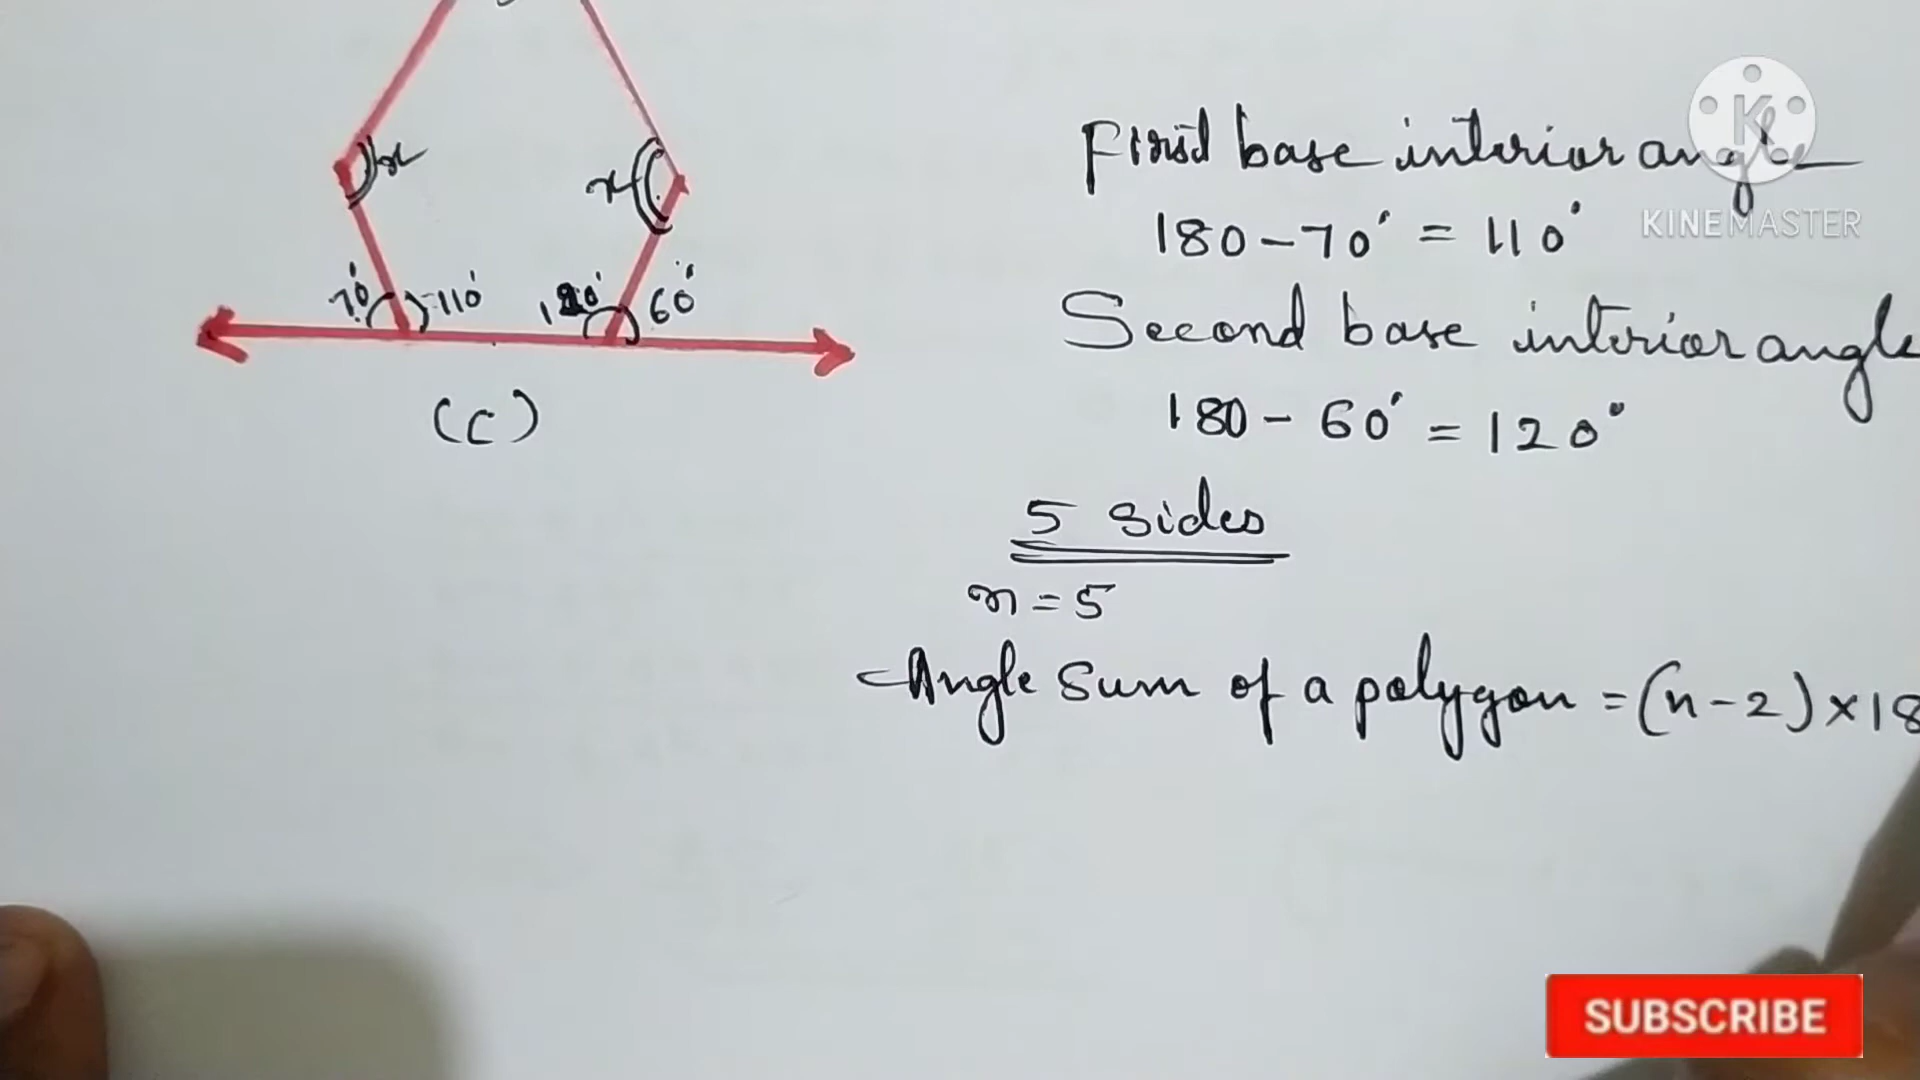 x
x
70°
110°
120°
60°
(c)
First base interior angle
180-70° = 110°
Second base interior angle
180 - 60° = 120°
5 sides
n = 5
Angle sum of a polygon = (n-2)×18
K
KINEMASTER
SUBSCRIBE